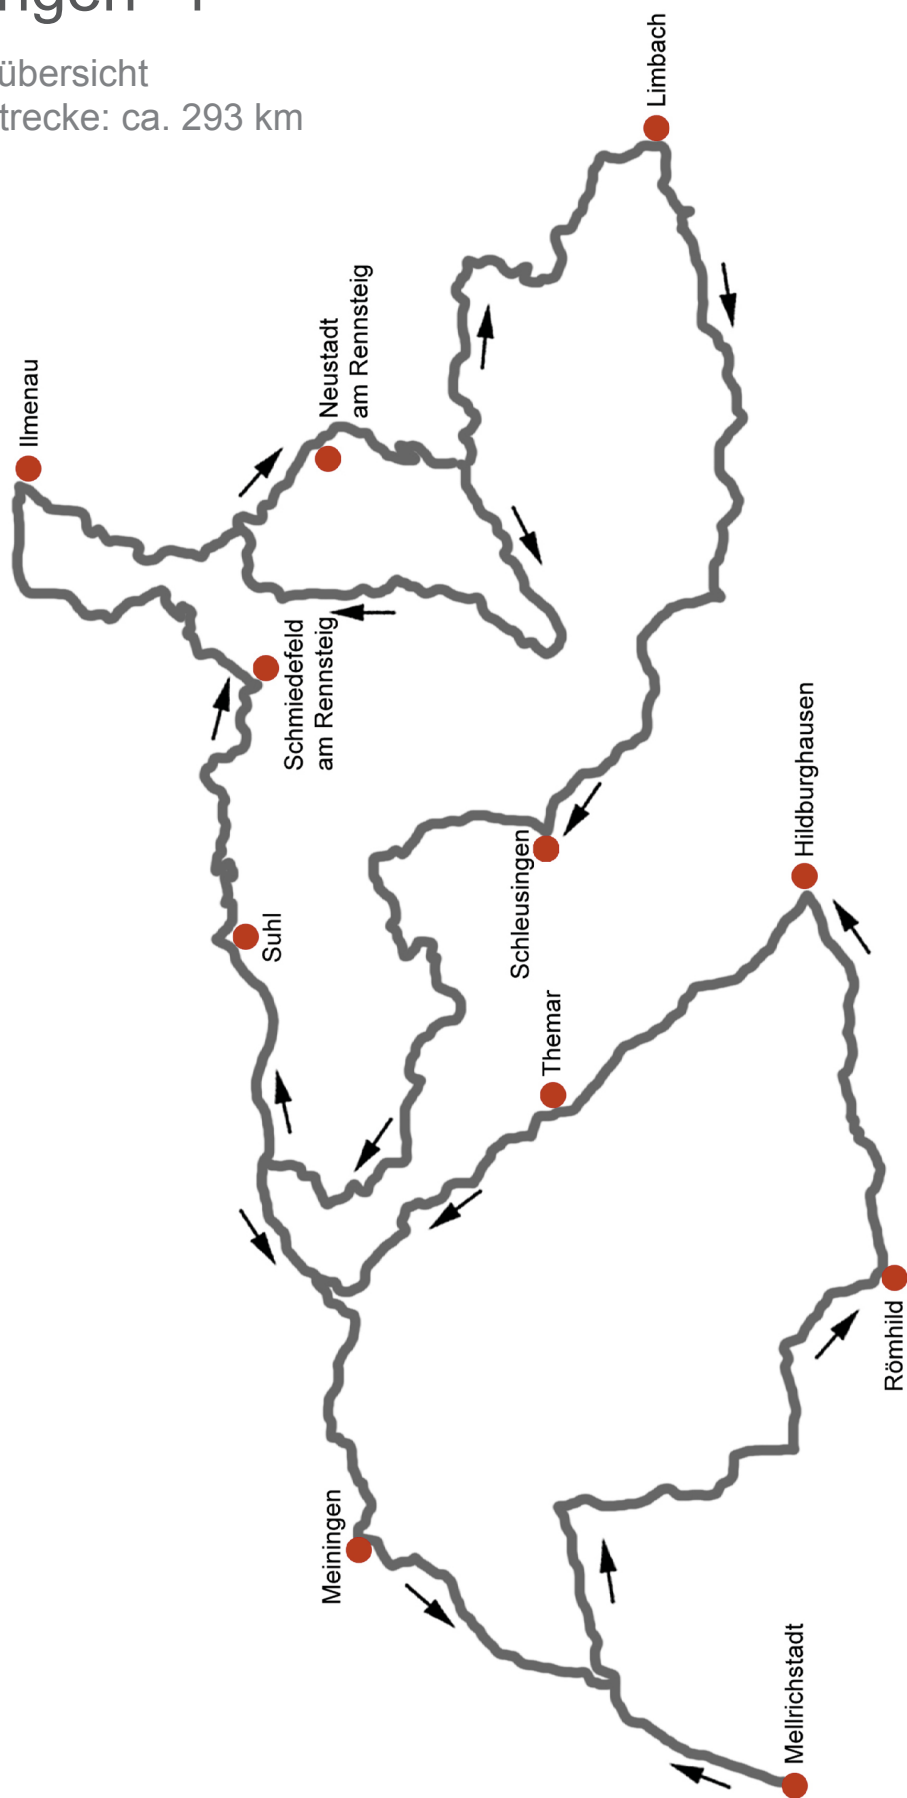 übersicht
trecke: ca. 293 km
Limbach
Neustadt
am Rennsteig
Ilmenau
Schmiedefeld
am Rennsteig
Hildburghausen
Schleusingen
Suhl
Themar
Römhild
Meiningen
Mellrichstadt